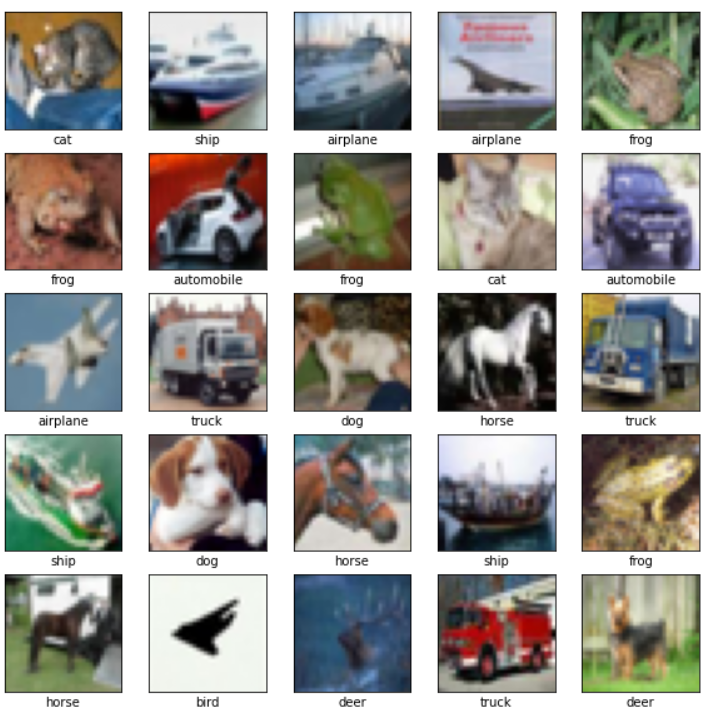 cat ship airplane airplane frog
frog automobile frog cat automobile
airplane truck dog horse truck
ship dog horse ship frog
horse bird deer truck deer